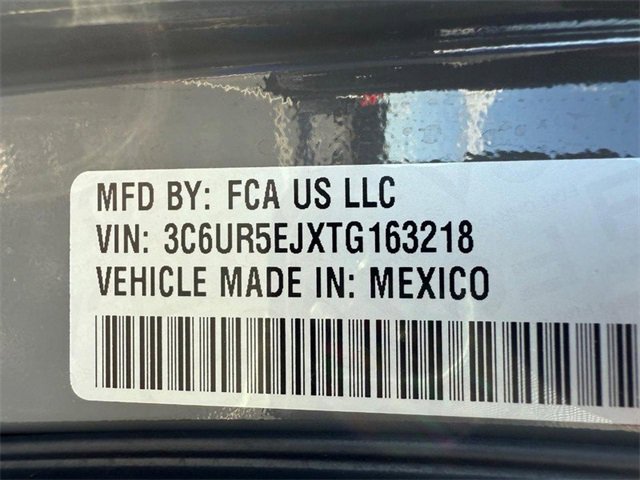 MFD BY: FCA US LLC
VIN: 3C6UR5EJXTG163218
VEHICLE MADE IN: MEXICO